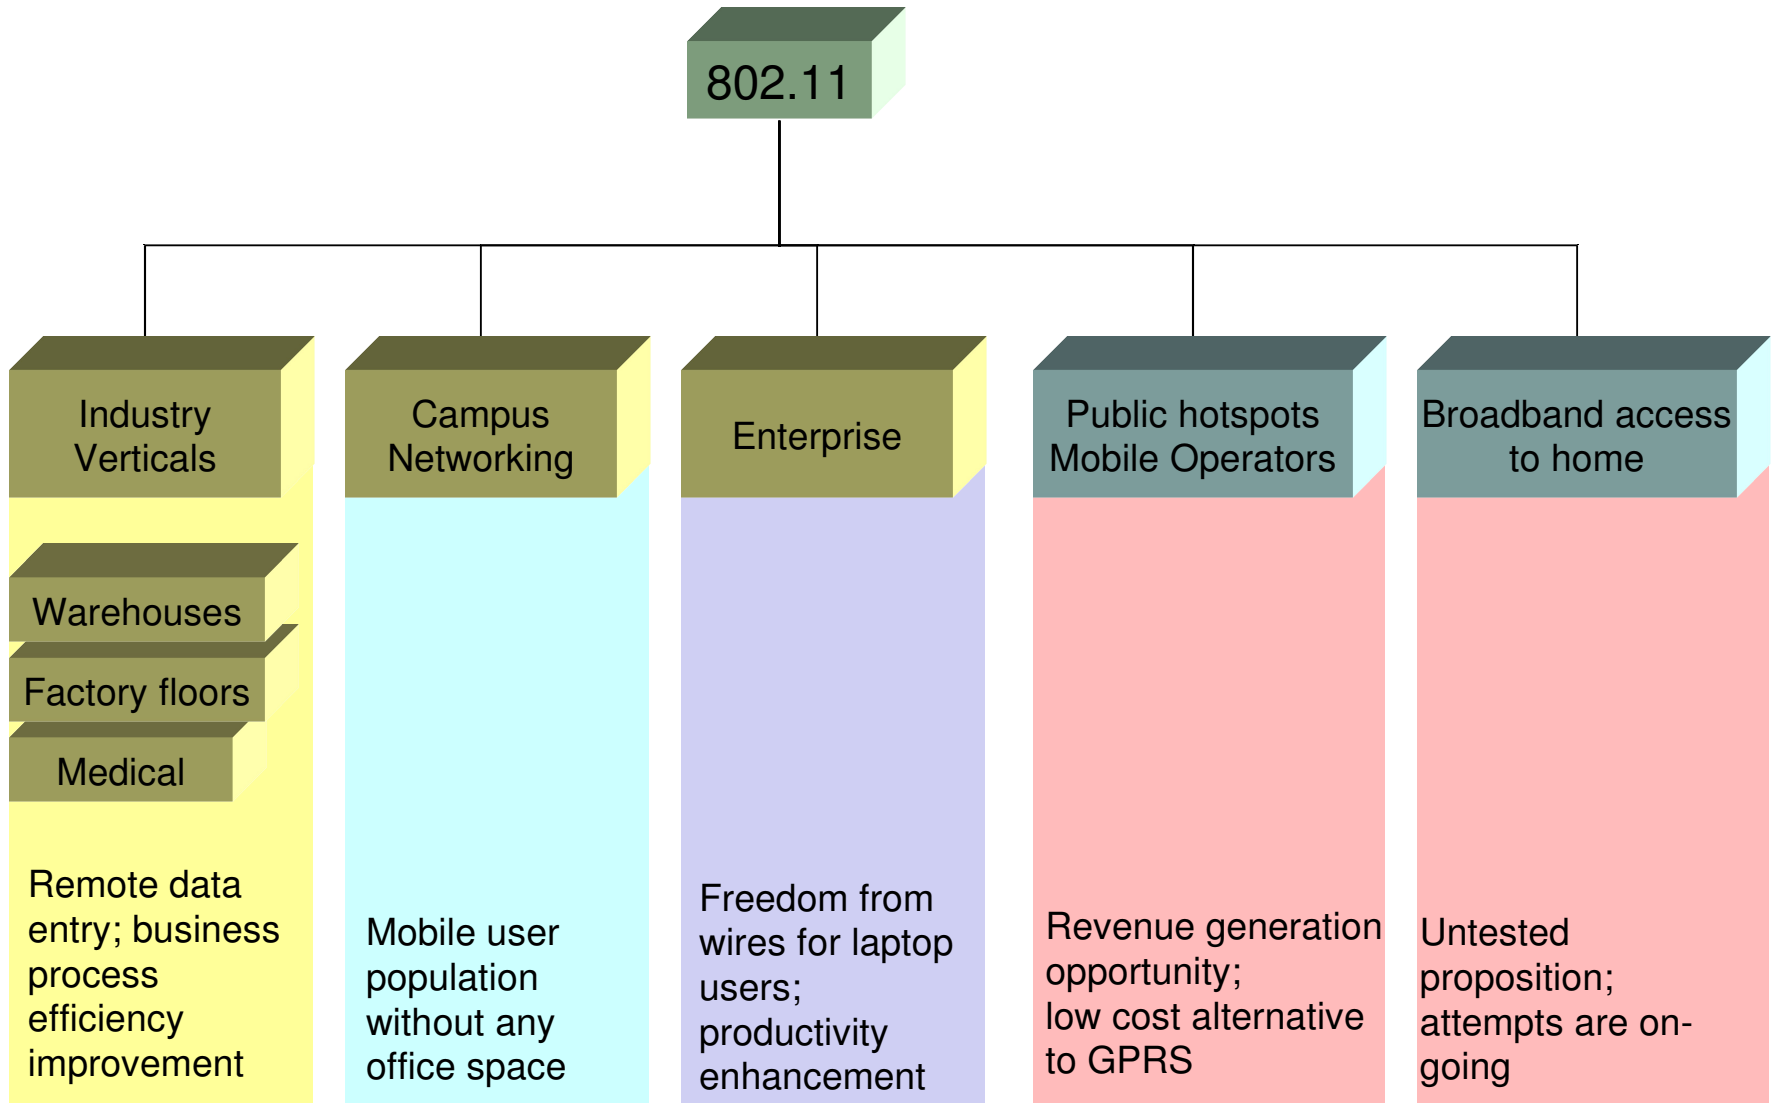 802.11
Industry
Verticals
Campus
Networking
Enterprise
Public hotspots
Mobile Operators
Broadband access
to home
Warehouses
Factory floors
Medical
Remote data
entry; business
process
efficiency
improvement
Mobile user
population
without any
office space
Freedom from
wires for laptop
users;
productivity
enhancement
Revenue generation
opportunity;
low cost alternative
to GPRS
Untested
proposition;
attempts are on-
going